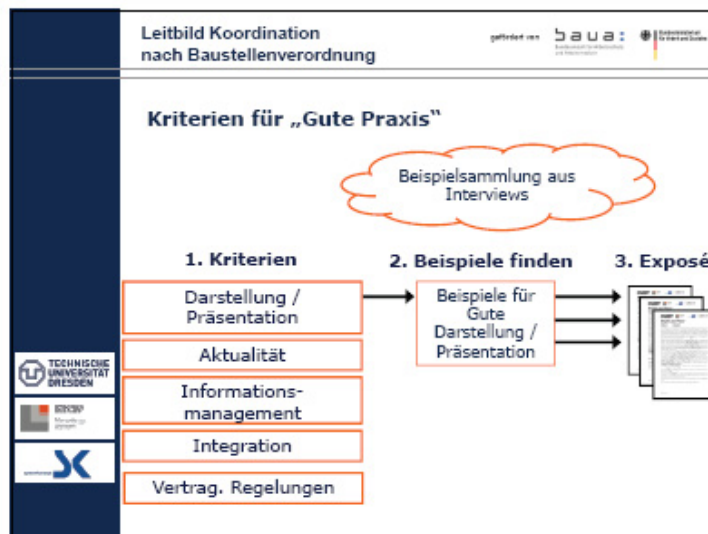 Leitbild Koordination
nach Baustellenverordnung
gefördert von
baua:
Kriterien für „Gute Praxis“
Beispielsammlung aus
Interviews
1. Kriterien
2. Beispiele finden
3. Exposé
Darstellung /
Präsentation
Beispiele für
Gute
Darstellung /
Präsentation
Aktualität
Informations-
management
Integration
Vertrag. Regelungen
TECHNISCHE
UNIVERSITÄT
DRESDEN
SK